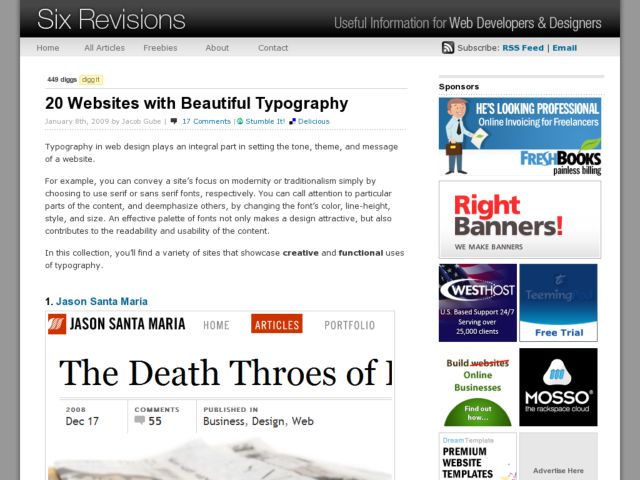 Six Revisions
Useful Information for Web Developers & Designers
Home All Articles Freebies About Contact
Subscribe: RSS Feed | Email
449 diggs digg it
20 Websites with Beautiful Typography
January 8th, 2009 by Jacob Gube | 17 Comments | Stumble It! Delicious
Typography in web design plays an integral part in setting the tone, theme, and message
of a website.
For example, you can convey a site's focus on modernity or traditionalism simply by
choosing to use serif or sans serif fonts, respectively. You can call attention to particular
parts of the content, and deemphasize others, by changing the font's color, line-height,
style, and size. An effective palette of fonts not only makes a design attractive, but also
contributes to the readability and usability of the content.
In this collection, you'll find a variety of sites that showcase creative and functional uses
of typography.
1. Jason Santa Maria
JASON SANTA MARIA HOME ARTICLES PORTFOLIO
The Death Throes of
2008 COMMENTS PUBLISHED IN
Dec 17 55 Business, Design, Web
Sponsors
HE'S LOOKING PROFESSIONAL
Online Invoicing for Freelancers
FRESHBOOKS
painless billing
Right
Banners!
WE MAKE BANNERS
WESTHOST
U.S. Based Support 24/7
Serving over
25,000 clients
Free Trial
Build websites
Online
Businesses
Find out
how...
MOSSO
the rackspace cloud
DreamTemplate
PREMIUM
WEBSITE
TEMPLATES
Advertise Here